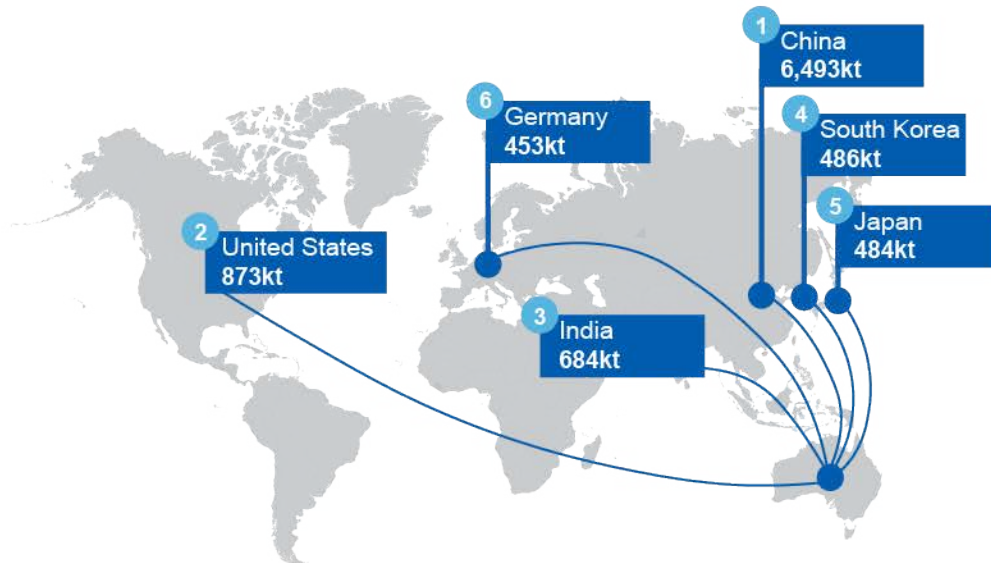 1
China
6,493kt
6
Germany
453kt
4
South Korea
486kt
5
Japan
484kt
2
United States
873kt
3
India
684kt